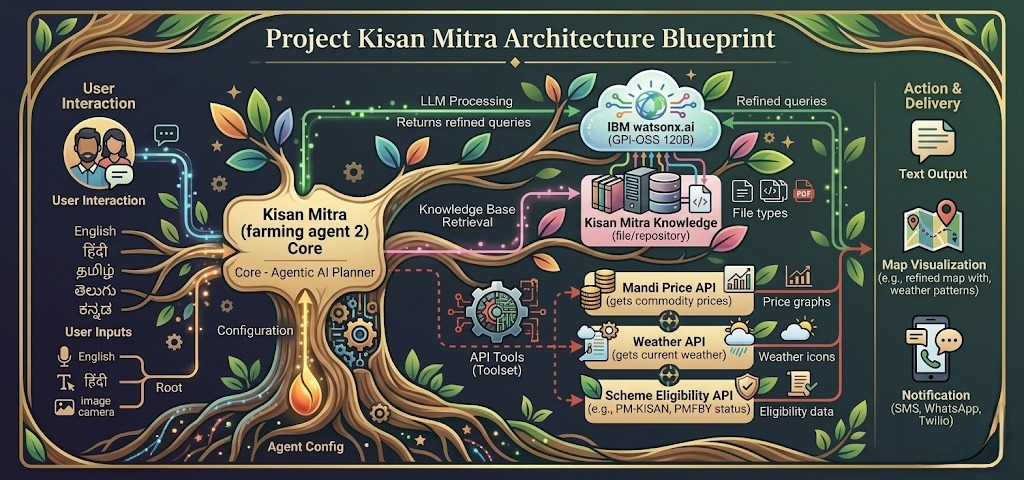 Project Kisan Mitra Architecture Blueprint
User
Interaction
User Interaction
English
हिंदी
தமிழ்
తెలుగు
ಕನ್ನಡ
User Inputs
English
हिंदी
image
camera
Root
Configuration
Agent Config
Kisan Mitra
(farming agent 2)
Core
Core - Agentic AI Planner
LLM Processing
Returns refined queries
Knowledge Base
Retrieval
API Tools
(Toolset)
IBM watsonx.ai
(GPI-OSS 120B)
Refined queries
Kisan Mitra Knowledge
(file/repository)
PDF
File types
Mandi Price API
(gets commodity prices)
Price graphs
Weather API
(gets current weather)
Weather icons
Scheme Eligibility API
(e.g., PM-KISAN, PMFBY status)
Eligibility data
Action &
Delivery
Text Output
Map Visualization
(e.g., refined map with,
weather patterns)
Notification
(SMS, WhatsApp,
Twilio)